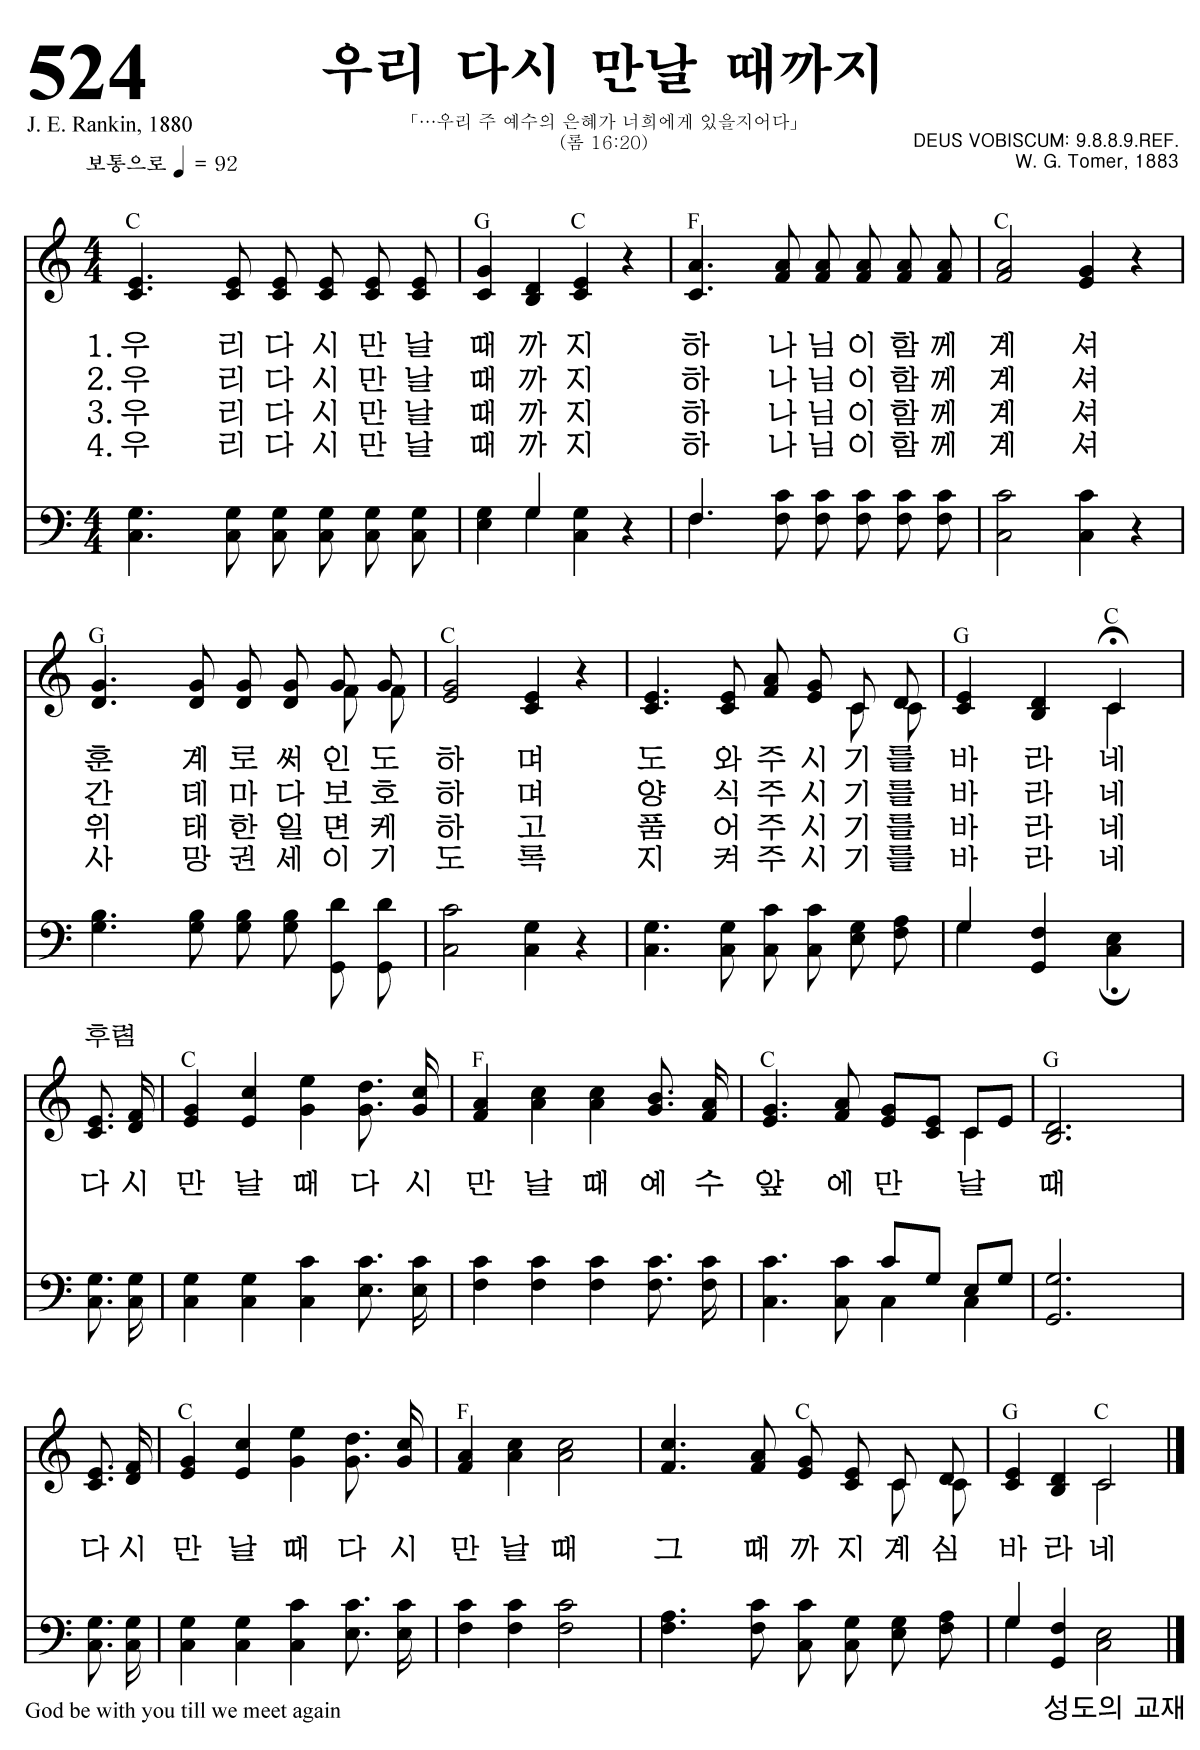 524
우리 다시 만날 때까지
J. E. Rankin, 1880
「…우리 주 예수의 은혜가 너희에게 있을지어다」
(롬 16:20)
DEUS VOBISCUM: 9.8.8.9.REF.
보통으로 ♩ = 92
W. G. Tomer, 1883
C G C F C
4
4
1. 우 리 다 시 만 날 때 까 지 하 나 님 이 함 께 계 셔
2. 우 리 다 시 만 날 때 까 지 하 나 님 이 함 께 계 셔
3. 우 리 다 시 만 날 때 까 지 하 나 님 이 함 께 계 셔
4. 우 리 다 시 만 날 때 까 지 하 나 님 이 함 께 계 셔
4
4
G C G C
훈 계 로 써 인 도 하 며 도 와 주 시 기 를 바 라 네
간 데 마 다 보 호 하 며 양 식 주 시 기 를 바 라 네
위 태 한 일 면 케 하 고 품 어 주 시 기 를 바 라 네
사 망 권 세 이 기 도 록 지 켜 주 시 기 를 바 라 네
후렴
C F C G
다 시 만 날 때 다 시 만 날 때 예 수 앞 에 만 날 때
C F C G C
다 시 만 날 때 다 시 만 날 때 그 때 까 지 계 심 바 라 네
God be with you till we meet again
성도의 교재